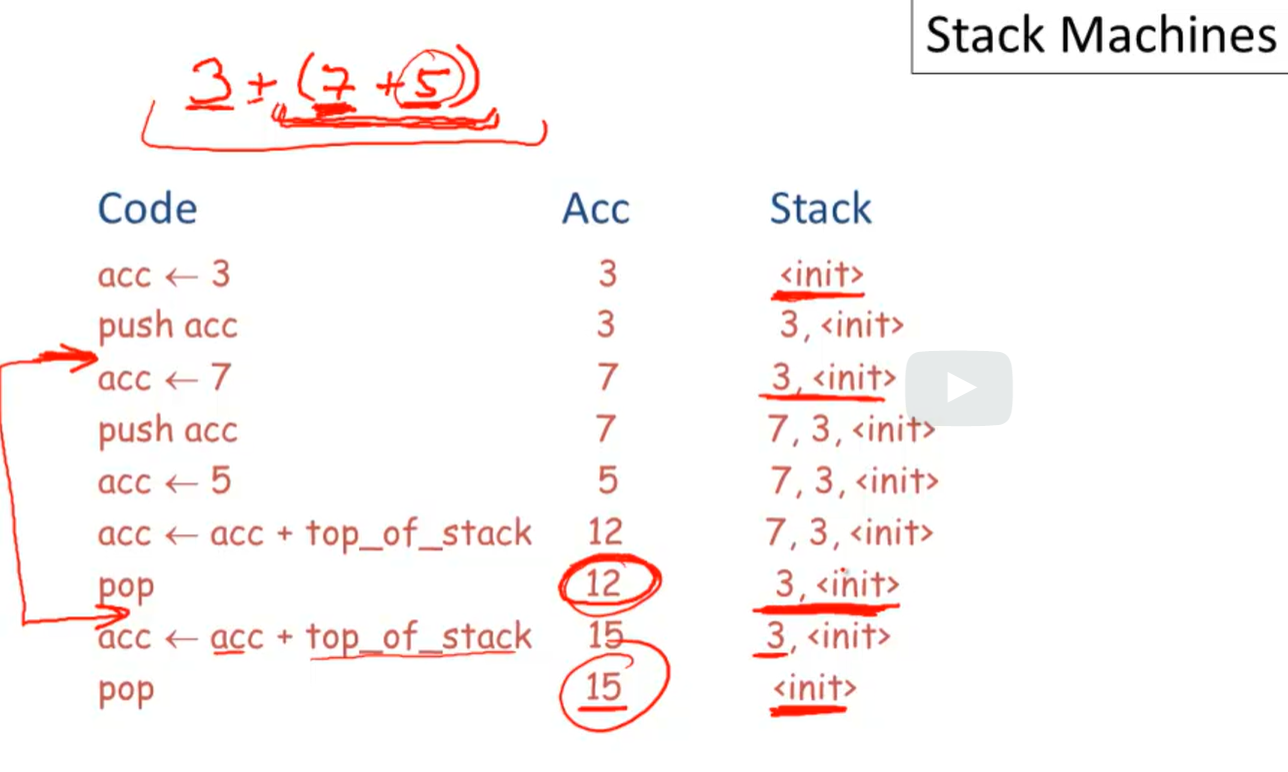 Stack Machines
3 + (7 + 5)
Code Acc Stack
acc ← 3 3 <init>
push acc 3 3, <init>
acc ← 7 7 3, <init>
push acc 7 7, 3, <init>
acc ← 5 5 7, 3, <init>
acc ← acc + top_of_stack 12 7, 3, <init>
pop 12 3, <init>
acc ← acc + top_of_stack 15 3, <init>
pop 15 <init>